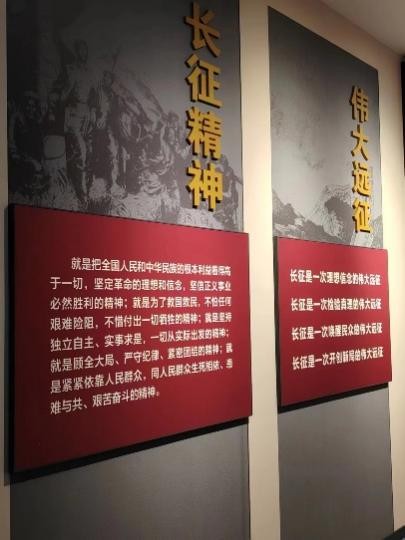 长征精神
就是把全国人民和中华民族的根本利益看得高
于一切，坚定革命的理想和信念，坚信正义事业
必然胜利的精神；就是为了救国救民，不怕任何
艰难险阻，不惜付出一切牺牲的精神；就是坚持
独立自主、实事求是，一切从实际出发的精神；
就是顾全大局、严守纪律、紧密团结的精神；就
是紧紧依靠人民群众，同人民群众生死相依、患
难与共、艰苦奋斗的精神。
伟大远征
长征是一次理想信念的伟大远征
长征是一次检验真理的伟大远征
长征是一次唤醒民众的伟大远征
长征是一次开创新局的伟大远征